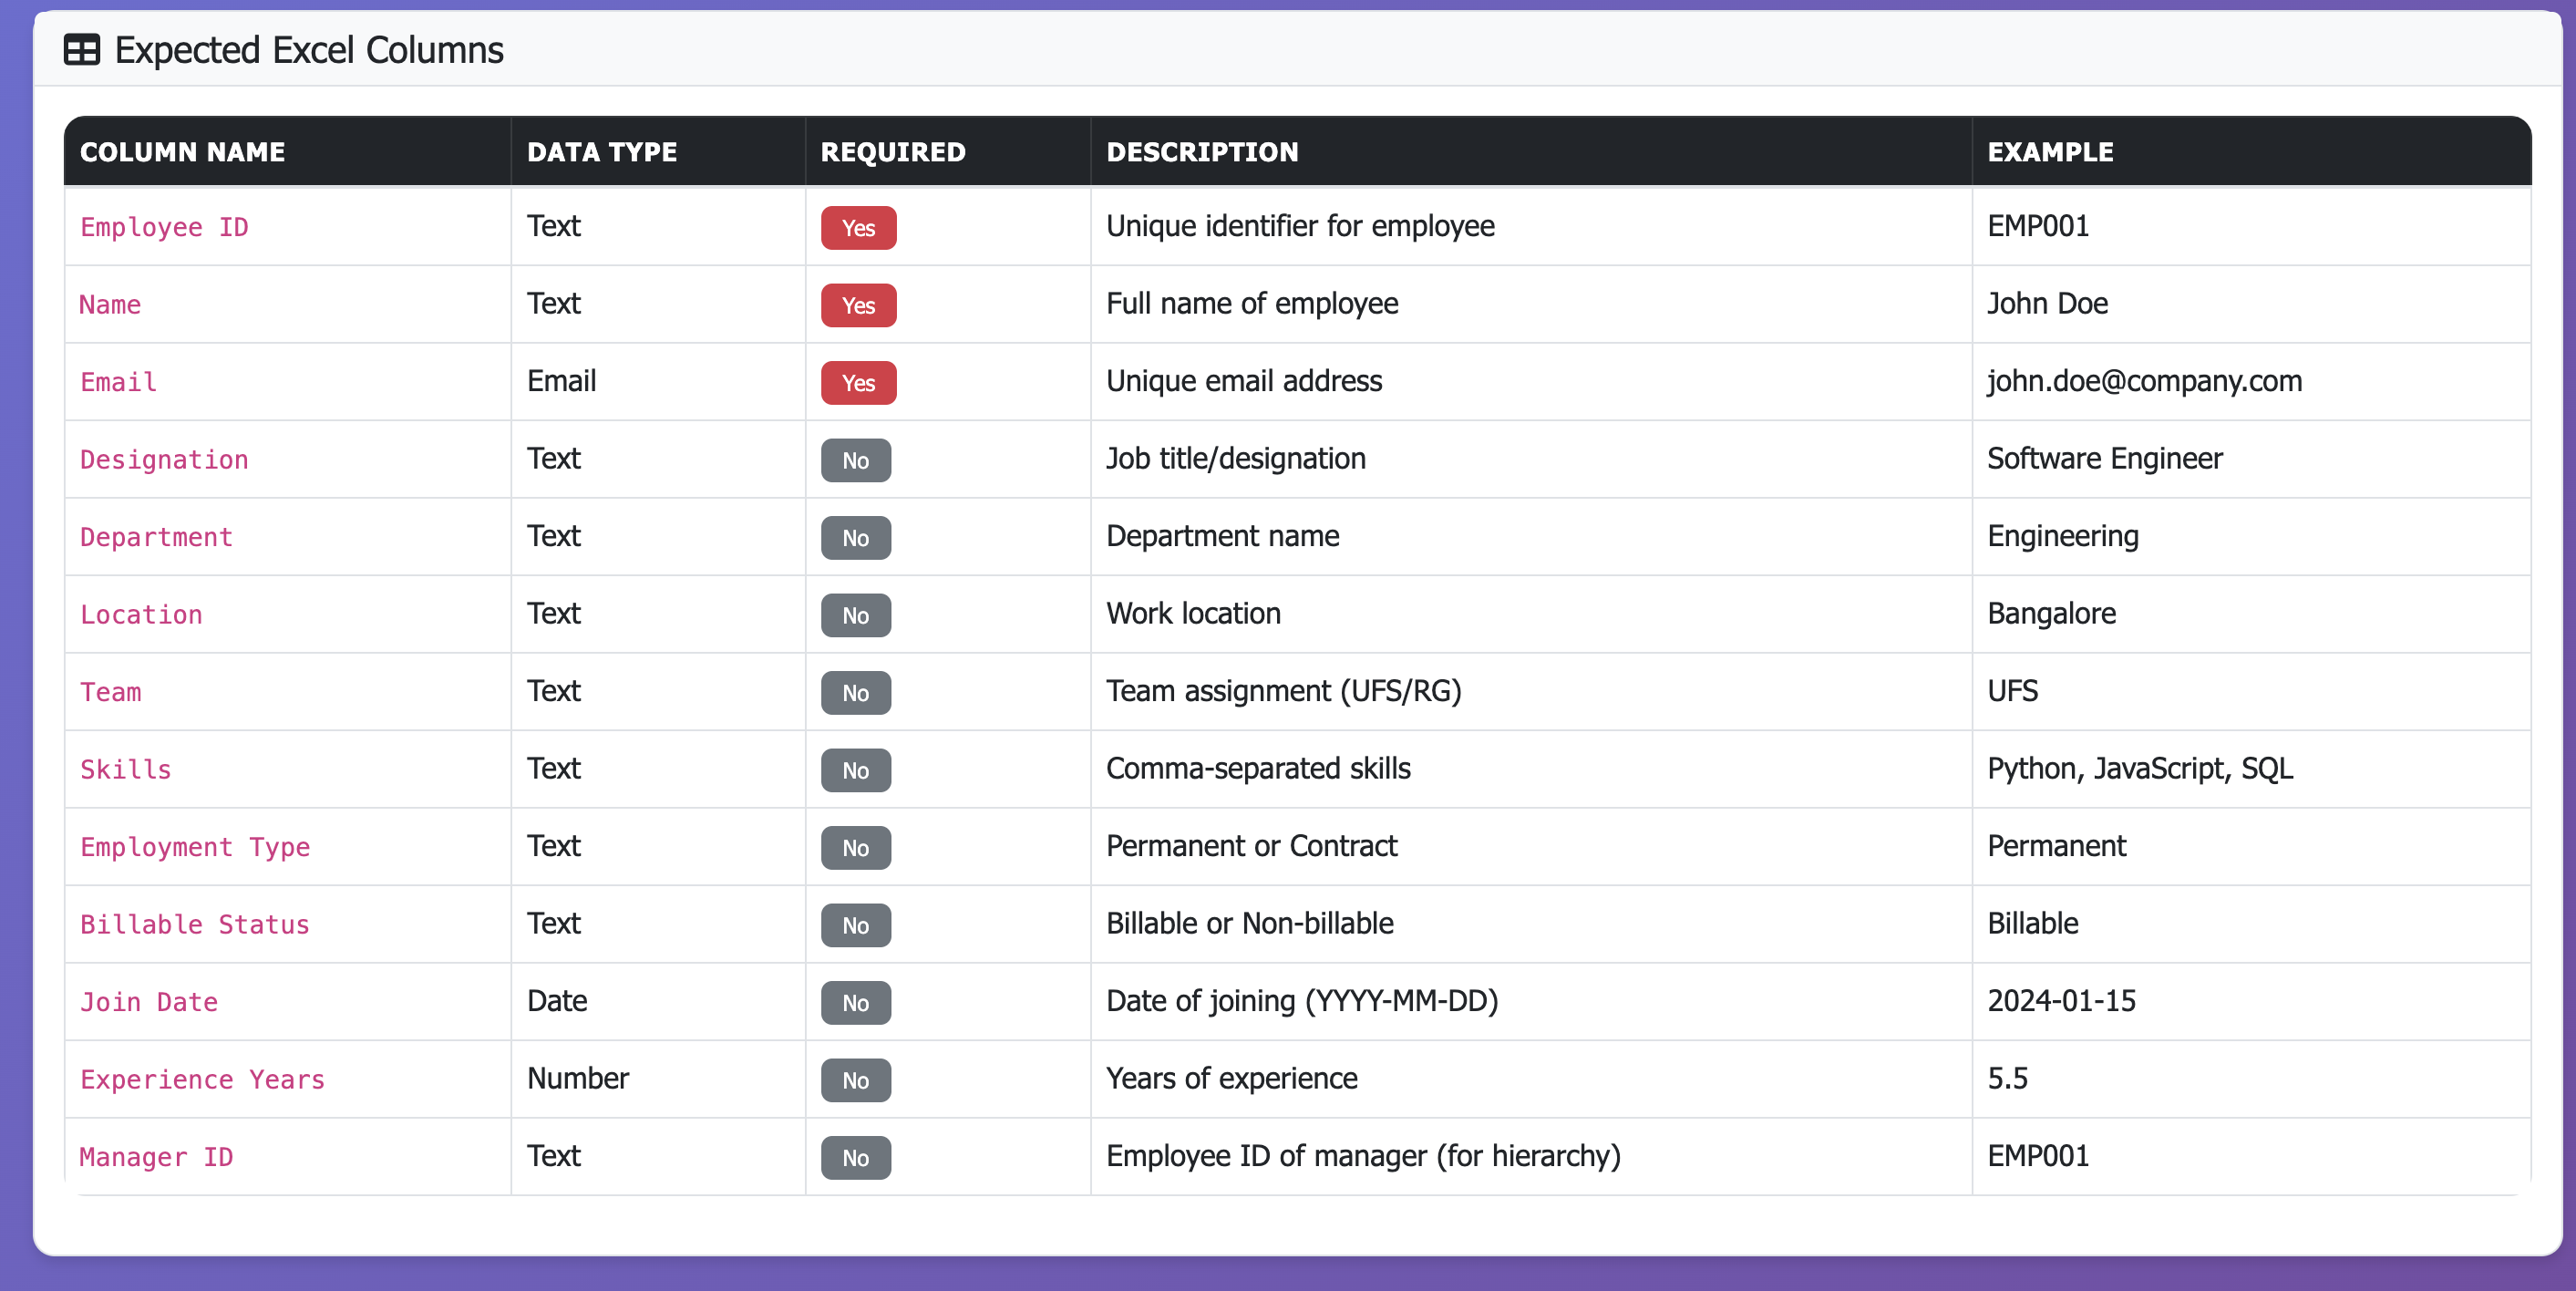 Expected Excel Columns
COLUMN NAME DATA TYPE REQUIRED DESCRIPTION EXAMPLE
Employee ID Text Yes Unique identifier for employee EMP001
Name Text Yes Full name of employee John Doe
Email Email Yes Unique email address john.doe@company.com
Designation Text No Job title/designation Software Engineer
Department Text No Department name Engineering
Location Text No Work location Bangalore
Team Text No Team assignment (UFS/RG) UFS
Skills Text No Comma-separated skills Python, JavaScript, SQL
Employment Type Text No Permanent or Contract Permanent
Billable Status Text No Billable or Non-billable Billable
Join Date Date No Date of joining (YYYY-MM-DD) 2024-01-15
Experience Years Number No Years of experience 5.5
Manager ID Text No Employee ID of manager (for hierarchy) EMP001